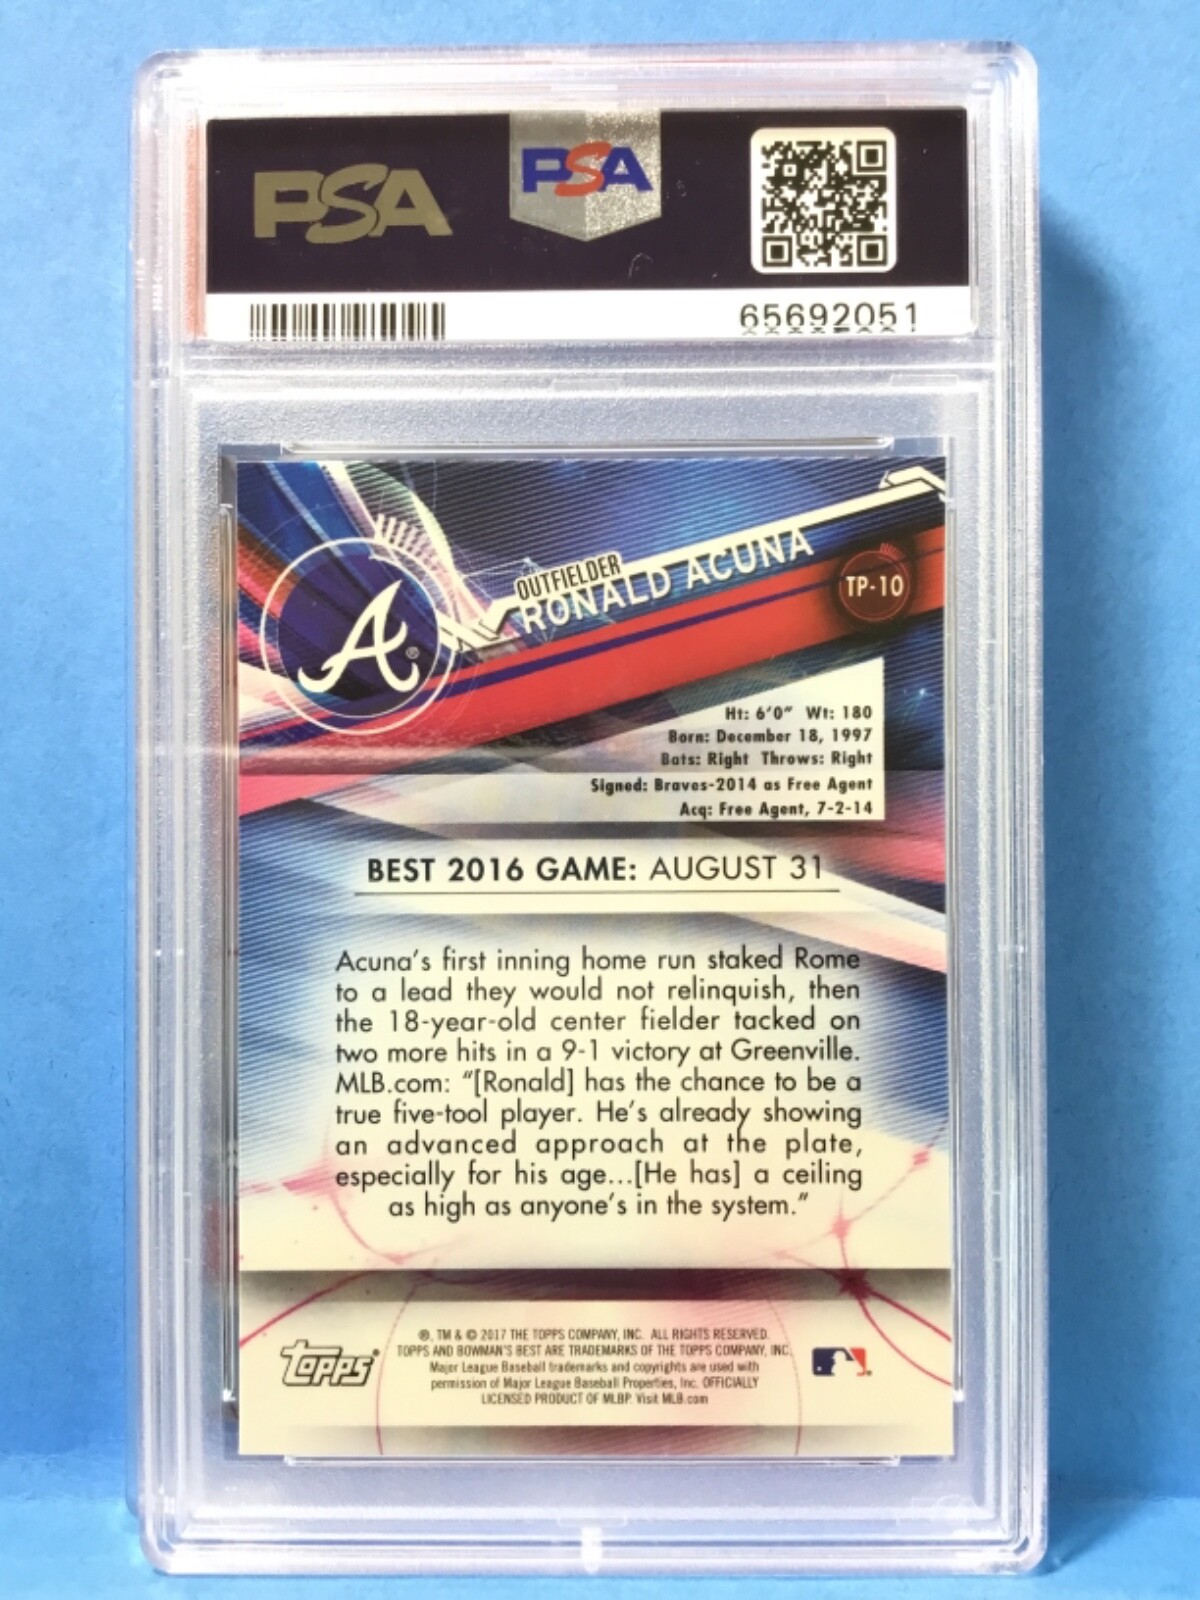 PSA
PSA
65692051
A®
OUTFIELDER
RONALD ACUNA
TP-10
Ht: 6'0" Wt: 180
Born: December 18, 1997
Bats: Right Throws: Right
Signed: Braves-2014 as Free Agent
Acq: Free Agent, 7-2-14
BEST 2016 GAME: AUGUST 31
Acuna's first inning home run staked Rome
to a lead they would not relinquish, then
the 18-year-old center fielder tacked on
two more hits in a 9-1 victory at Greenville.
MLB.com: "[Ronald] has the chance to be a
true five-tool player. He's already showing
an advanced approach at the plate,
especially for his age...[He has] a ceiling
as high as anyone's in the system."
®, TM & © 2017 THE TOPPS COMPANY, INC. ALL RIGHTS RESERVED.
TOPPS AND BOWMAN'S BEST ARE TRADEMARKS OF THE TOPPS COMPANY, INC.
Major League Baseball trademarks and copyrights are used with
permission of Major League Baseball Properties, Inc. OFFICIALLY
LICENSED PRODUCT OF MLBP. Visit MLB.com
topps®